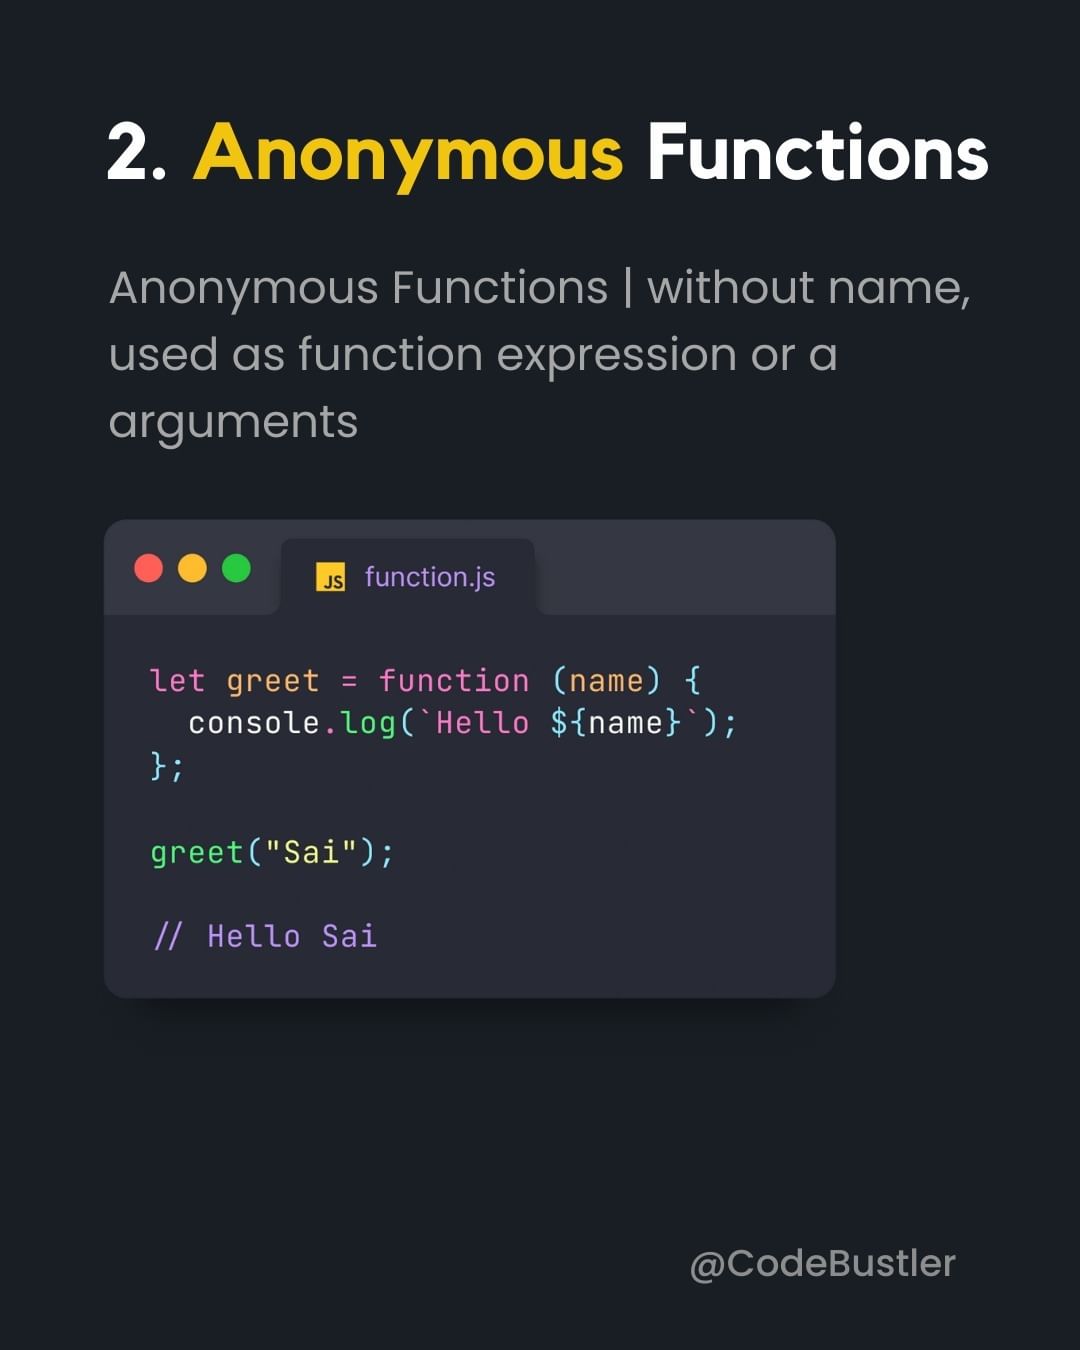 2. Anonymous Functions
Anonymous Functions | without name,
used as function expression or a
arguments
JS function.js
let greet = function (name) {
  console.log(`Hello ${name}`);
};
greet("Sai");
// Hello Sai
@CodeBustler